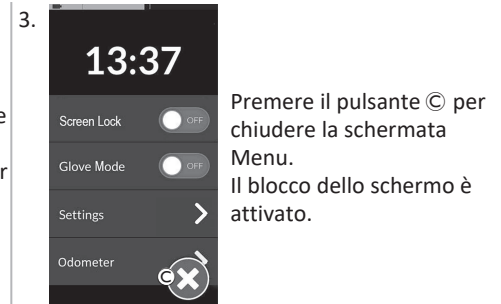 3.
13:37
Screen Lock OFF
Glove Mode OFF
Settings
Odometer
©
Premere il pulsante © per
chiudere la schermata
Menu.
Il blocco dello schermo è
attivato.
e
r